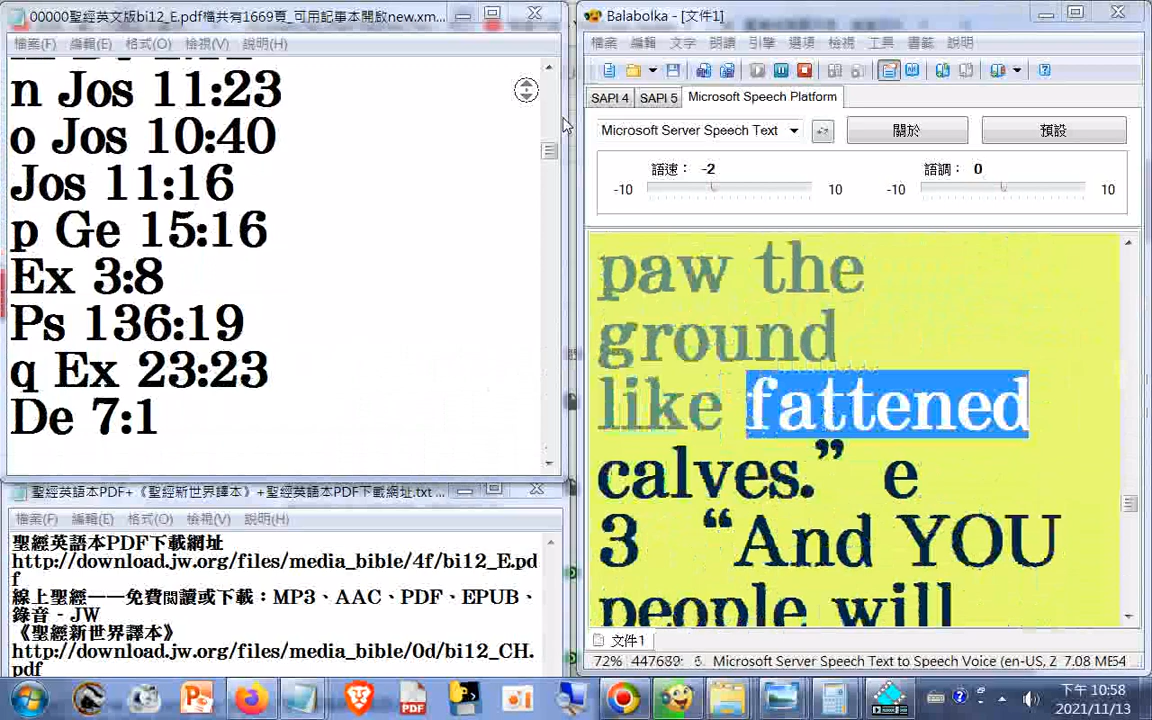 00000聖經英文版bi12_E.pdf檔共有1669頁_可用記事本開啟new.xm...
檔案(F) 編輯(E) 格式(O) 檢視(V) 說明(H)
n Jos 11:23
o Jos 10:40
Jos 11:16
p Ge 15:16
Ex 3:8
Ps 136:19
q Ex 23:23
De 7:1
聖經英語本PDF+《聖經新世界譯本》+聖經英語本PDF下載網址.txt ...
檔案(F) 編輯(E) 格式(O) 檢視(V) 說明(H)
聖經英語本PDF下載網址
http://download.jw.org/files/media_bible/4f/bi12_E.pd
f
線上聖經——免費閱讀或下載：MP3、AAC、PDF、EPUB、
錄音 - JW
《聖經新世界譯本》
http://download.jw.org/files/media_bible/0d/bi12_CH.
pdf
Balabolka - [文件1]
檔案 編輯 文字 朗讀 引擎 選項 檢視 工具 書籤 說明
SAPI 4 SAPI 5 Microsoft Speech Platform
Microsoft Server Speech Text 關於 預設
語速： -2 語調： 0
-10 10 -10 10
paw the
ground
like fattened
calves.” e
3 “And YOU
people will
文件1
72% Microsoft Server Speech Text to Speech Voice (en-US, Z 7.08 ME54
下午 10:58
2021/11/13